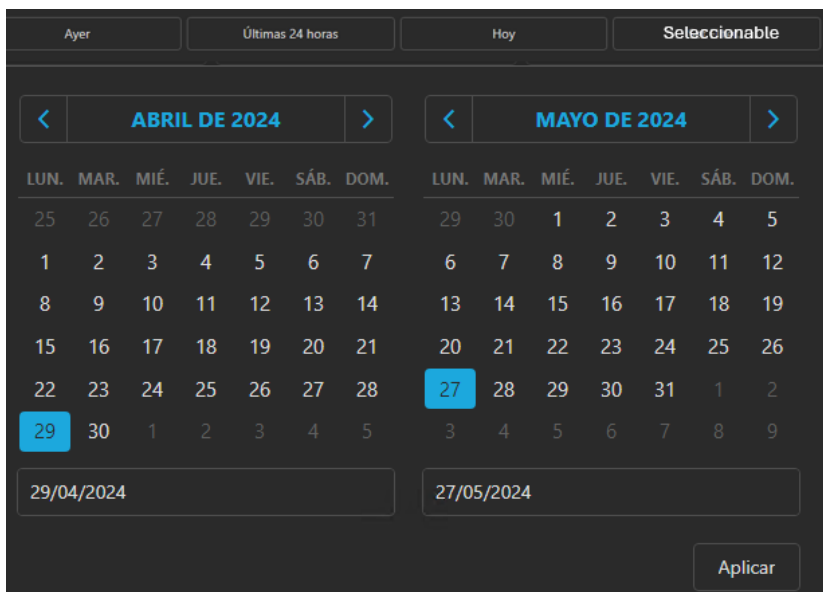 Ayer Últimas 24 horas Hoy Seleccionable
ABRIL DE 2024
LUN. MAR. MIÉ. JUE. VIE. SÁB. DOM.
25 26 27 28 29 30 31
1 2 3 4 5 6 7
8 9 10 11 12 13 14
15 16 17 18 19 20 21
22 23 24 25 26 27 28
29 30 1 2 3 4 5
29/04/2024
MAYO DE 2024
LUN. MAR. MIÉ. JUE. VIE. SÁB. DOM.
29 30 1 2 3 4 5
6 7 8 9 10 11 12
13 14 15 16 17 18 19
20 21 22 23 24 25 26
27 28 29 30 31 1 2
3 4 5 6 7 8 9
27/05/2024
Aplicar